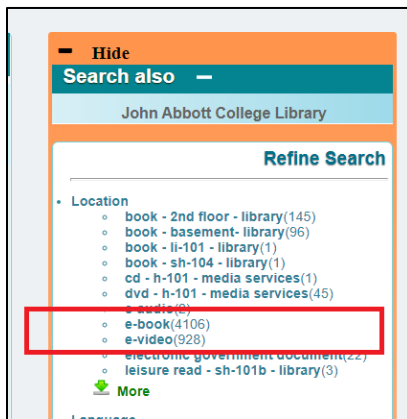 Hide
Search also
John Abbott College Library
Refine Search
Location
book - 2nd floor - library(145)
book - basement- library(96)
book - li-101 - library(1)
book - sh-104 - library(1)
cd - h-101 - media services(1)
dvd - h-101 - media services(45)
e-audio(2)
e-book(4106)
e-video(928)
electronic government document(22)
leisure read - sh-101b - library(3)
More
Language